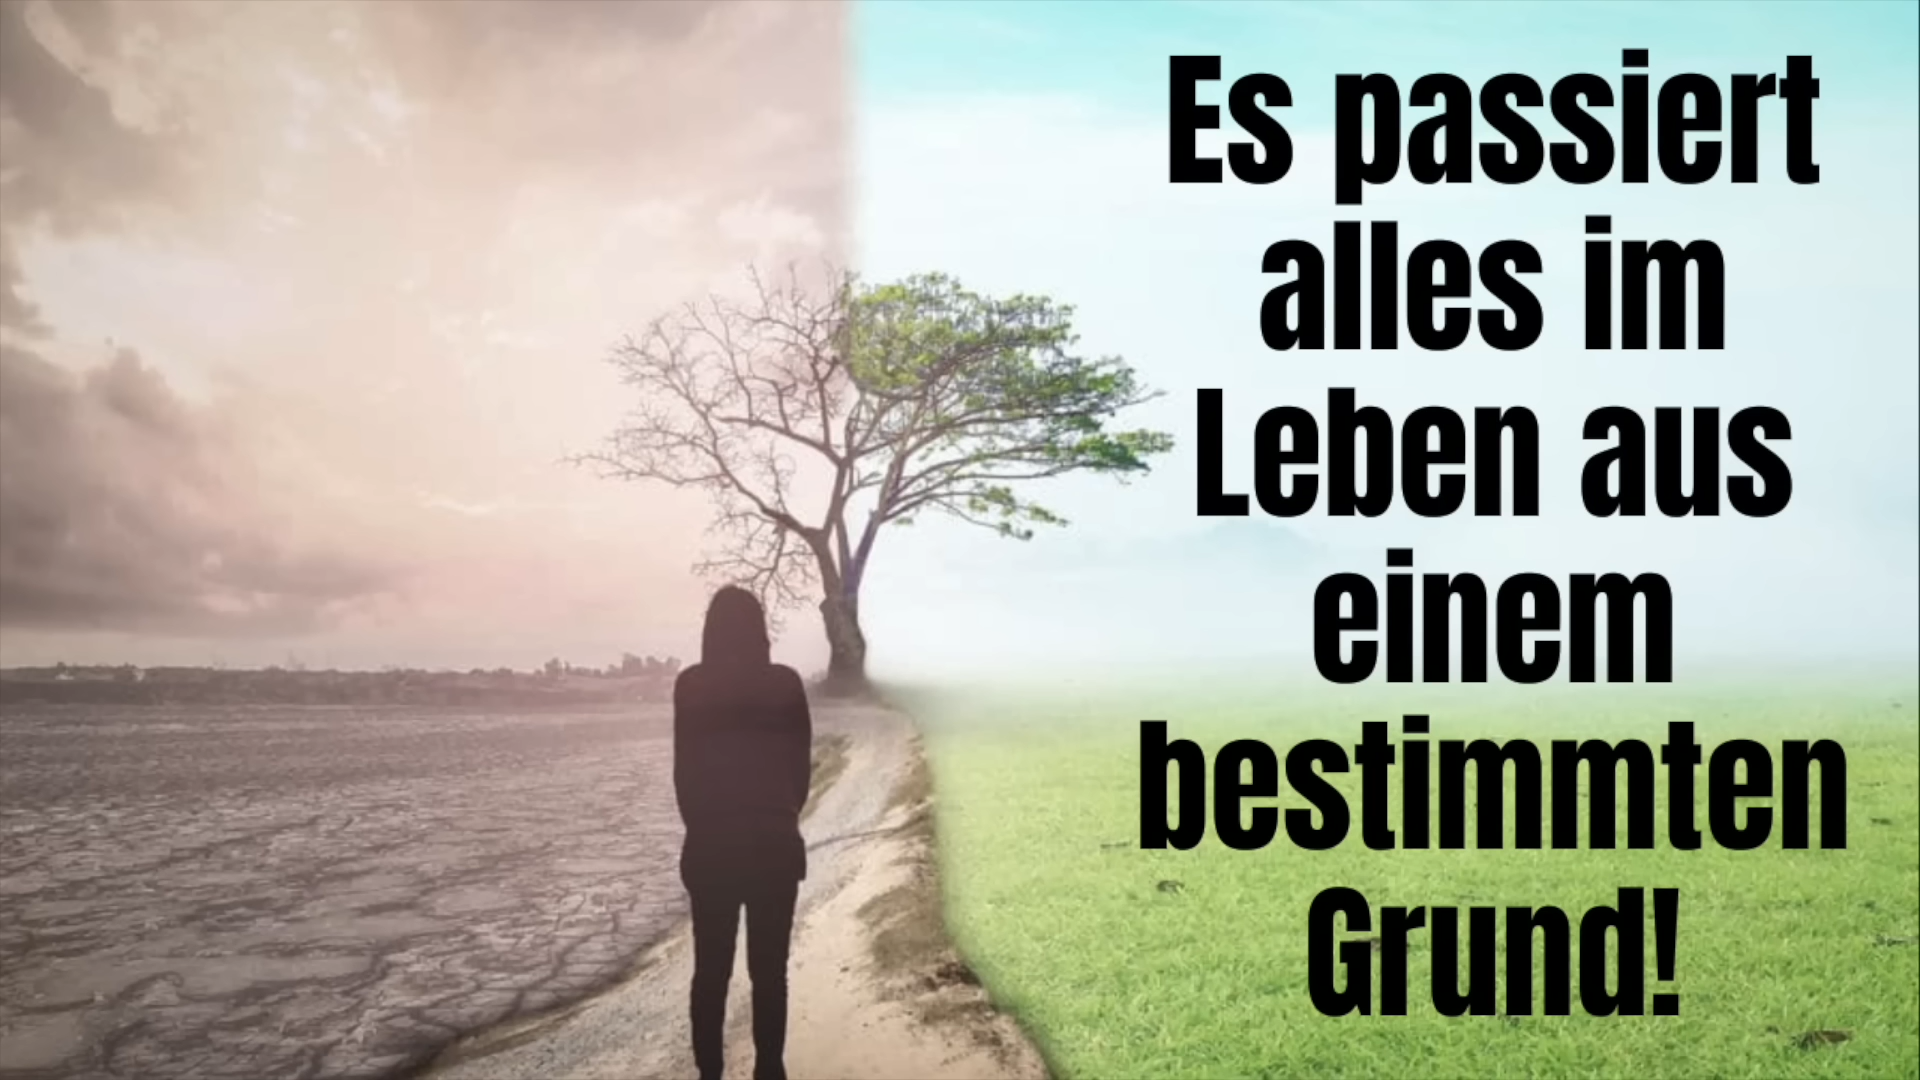 Es passiert
alles im
Leben aus
einem
bestimmten
Grund!